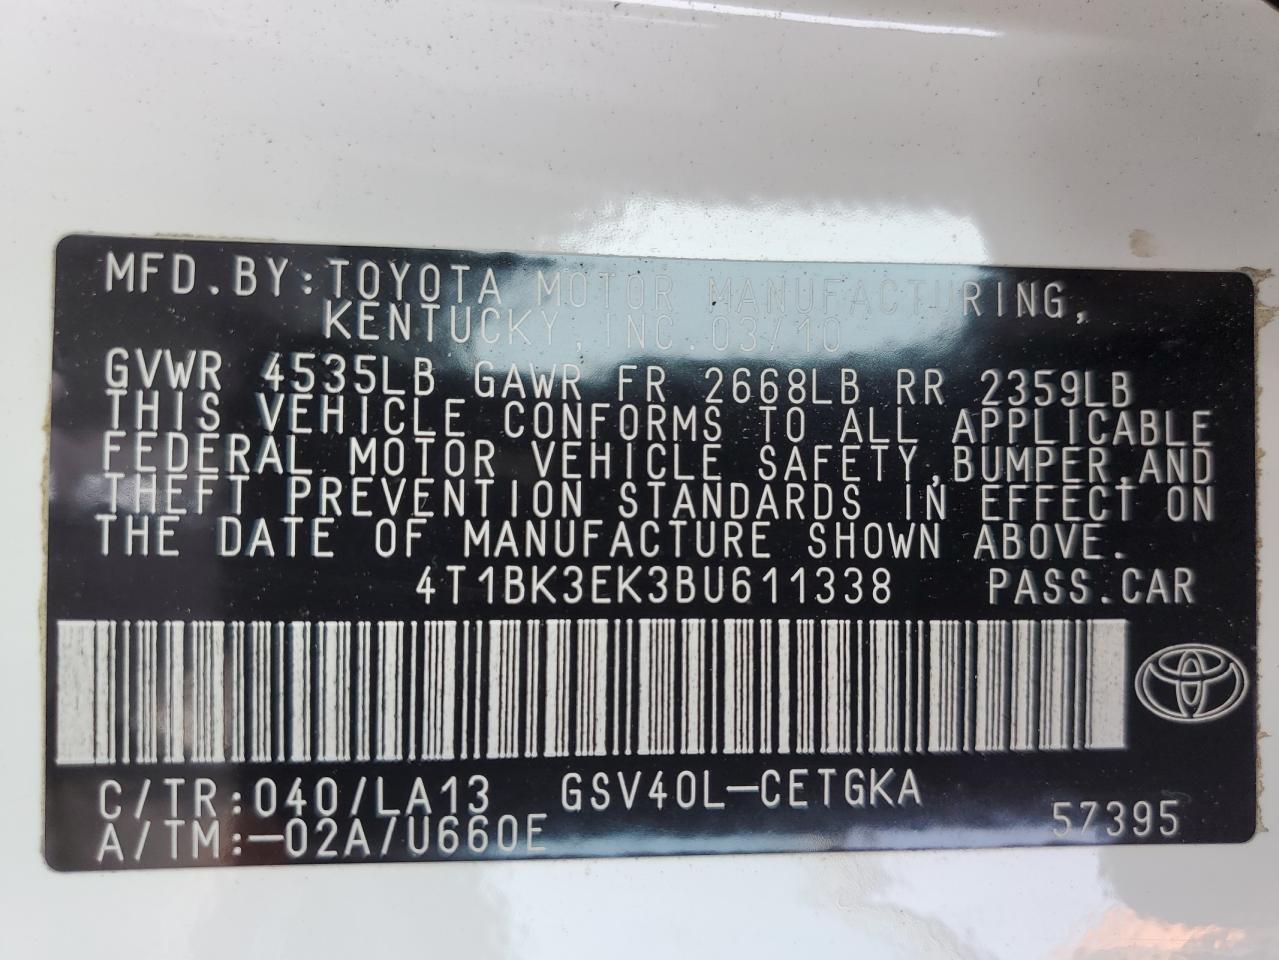 MFD.BY:TOYOTA MOTOR MANUFACTURING,
KENTUCKY,INC.03/10
GVWR 4535LB GAWR FR 2668LB RR 2359LB
THIS VEHICLE CONFORMS TO ALL APPLICABLE
FEDERAL MOTOR VEHICLE SAFETY,BUMPER,AND
THEFT PREVENTION STANDARDS IN EFFECT ON
THE DATE OF MANUFACTURE SHOWN ABOVE.
4T1BK3EK3BU611338 PASS.CAR
C/TR:040/LA13 GSV40L-CETGKA
A/TM:-02A/U660E 57395